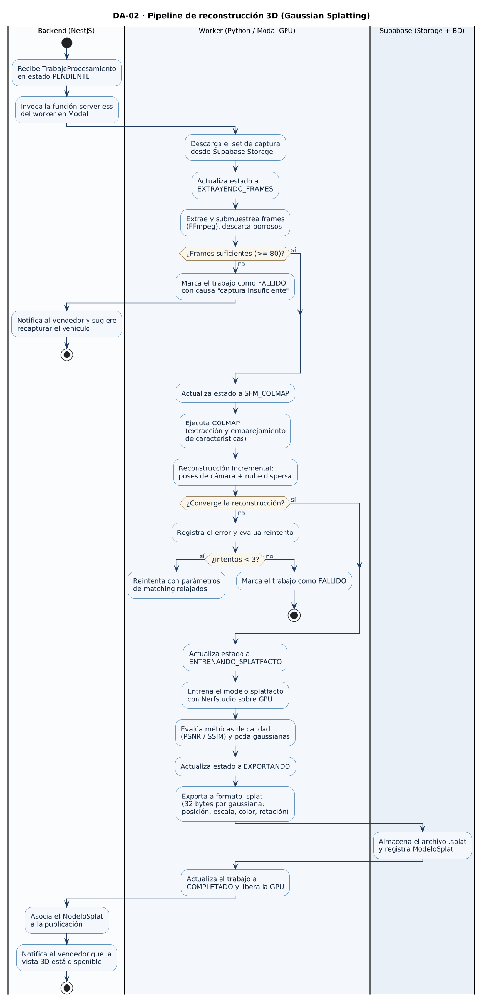 DA-02 · Pipeline de reconstrucción 3D (Gaussian Splatting)
Backend (NestJS)
Worker (Python / Modal GPU)
Supabase (Storage + BD)
Recibe TrabajoProcesamiento
en estado PENDIENTE
Invoca la función serverless
del worker en Modal
Descarga el set de captura
desde Supabase Storage
Actualiza estado a
EXTRAYENDO_FRAMES
Extrae y submuestrea frames
(FFmpeg), descarta borrosos
¿Frames suficientes (>= 80)?
sí
no
Marca el trabajo como FALLIDO
con causa "captura insuficiente"
Notifica al vendedor y sugiere
recapturar el vehículo
Actualiza estado a SFM_COLMAP
Ejecuta COLMAP
(extracción y emparejamiento
de características)
Reconstrucción incremental:
poses de cámara + nube dispersa
¿Converge la reconstrucción?
sí
no
Registra el error y evalúa reintento
sí
¿intentos < 3?
no
Reintenta con parámetros
de matching relajados
Marca el trabajo como FALLIDO
Actualiza estado a
ENTRENANDO_SPLATFACTO
Entrena el modelo splatfacto
con Nerfstudio sobre GPU
Evalúa métricas de calidad
(PSNR / SSIM) y poda gaussianas
Actualiza estado a EXPORTANDO
Exporta a formato .splat
(32 bytes por gaussiana:
posición, escala, color, rotación)
Almacena el archivo .splat
y registra ModeloSplat
Actualiza el trabajo a
COMPLETADO y libera la GPU
Asocia el ModeloSplat
a la publicación
Notifica al vendedor que la
vista 3D está disponible